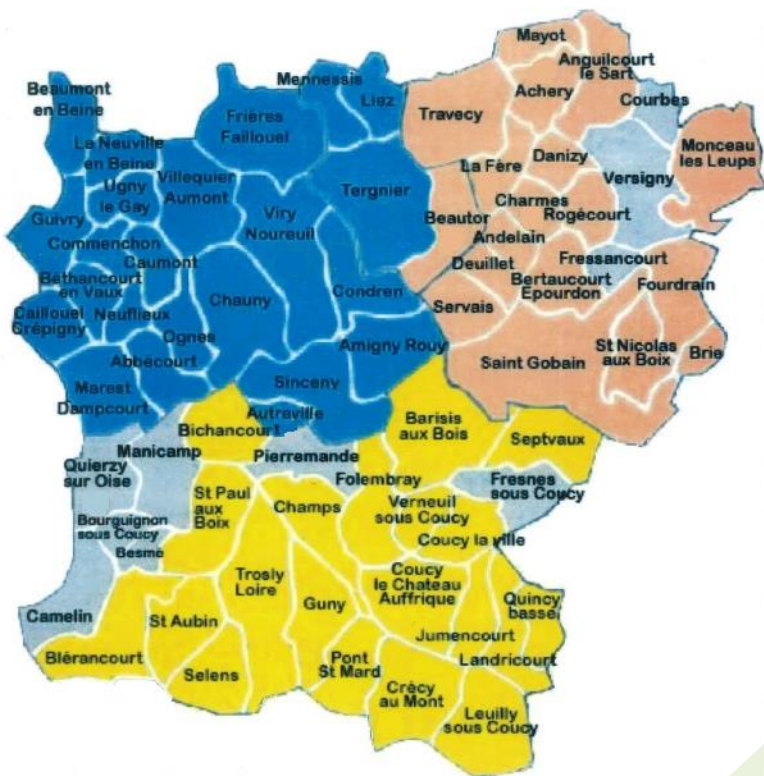 Mayot
Anguilcourt
le Sart
Mennessis
Beaumont
en Beine
Liez
Achery
Courbes
Frières
Faillouel
Travecy
La Neuville
en Beine
Danizy
Monceau
les Leups
La Fère
Villequier
Aumont
Versigny
Ugny
le Gay
Tergnier
Charmes
Viry
Noureuil
Rogécourt
Guivry
Beautor
Andelain
Commenchon
Caumont
Fressancourt
Deuillet
Béthancourt
en Vaux
Bertaucourt
Epourdon
Fourdrain
Condren
Chauny
Servais
Caillouel
Crépigny
Neuflieux
Ognes
Amigny Rouy
St Nicolas
aux Boix
Brie
Abbécourt
Saint Gobain
Sinceny
Marest
Dampcourt
Autreville
Barisis
aux Bois
Bichancourt
Septvaux
Manicamp
Pierremande
Quierzy
sur Oise
Folembray
Fresnes
sous Coucy
St Paul
aux
Boix
Champs
Verneuil
sous Coucy
Bourguignon
sous Coucy
Coucy la ville
Besmé
Trosly
Loire
Coucy
le Chateau
Auffrique
Guny
Quincy
basse
Camelin
St Aubin
Jumencourt
Blérancourt
Pont
St Mard
Landricourt
Selens
Crécy
au Mont
Leuilly
sous Coucy